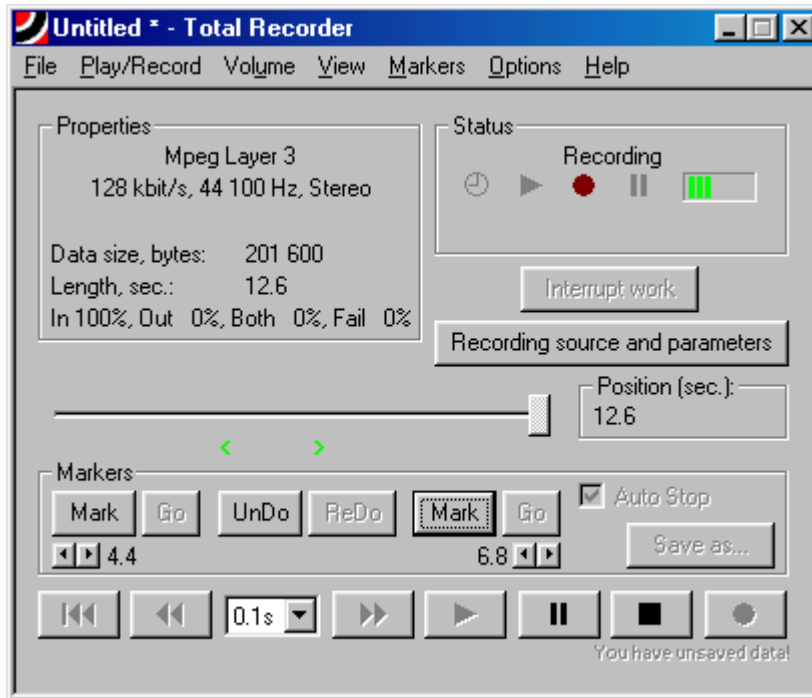 Untitled * - Total Recorder
File Play/Record Volume View Markers Options Help
Properties
Mpeg Layer 3
128 kbit/s, 44 100 Hz, Stereo
Data size, bytes: 201 600
Length, sec.: 12.6
In 100%, Out 0%, Both 0%, Fail 0%
Status
Recording
Interrupt work
Recording source and parameters
Position (sec.):
12.6
Markers
Mark Go UnDo ReDo Mark Go
4.4 6.8
Auto Stop
Save as...
0.1s
You have unsaved data!